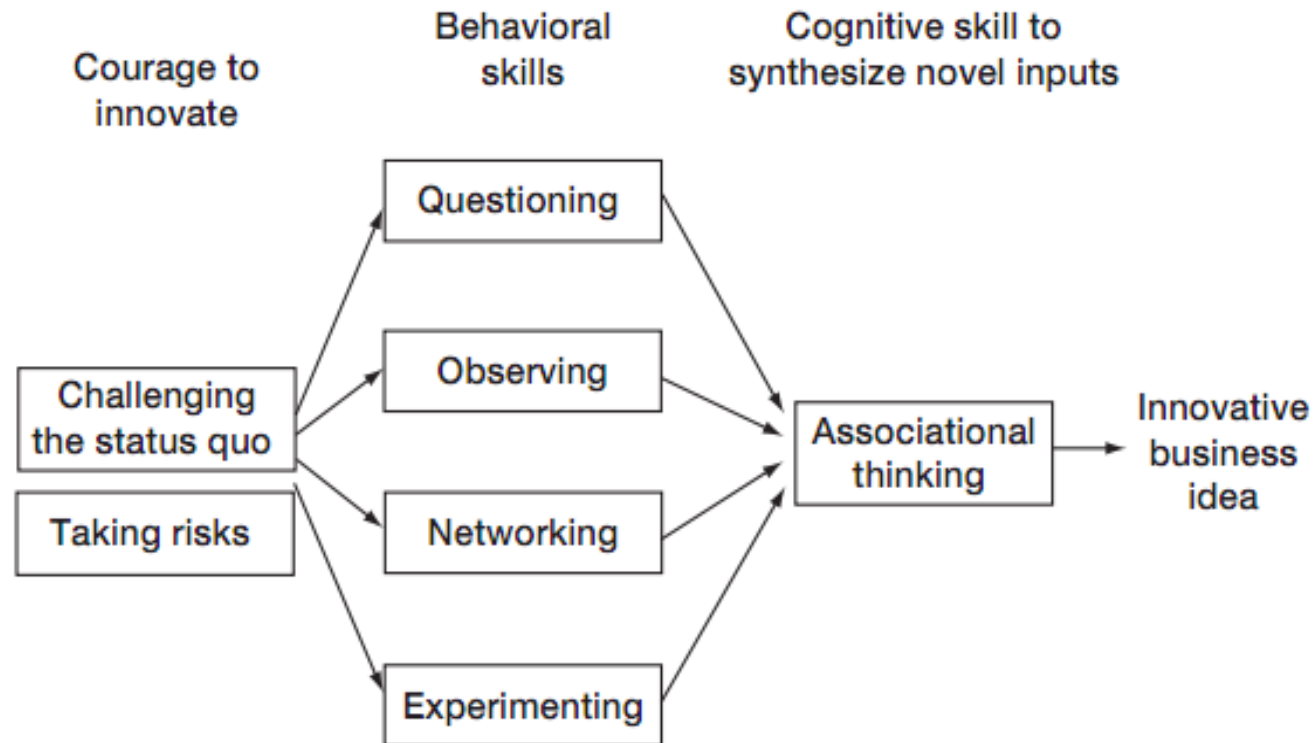 Courage to
innovate
Behavioral
skills
Cognitive skill to
synthesize novel inputs
Challenging
the status quo
Taking risks
Questioning
Observing
Networking
Experimenting
Associational
thinking
Innovative
business
idea